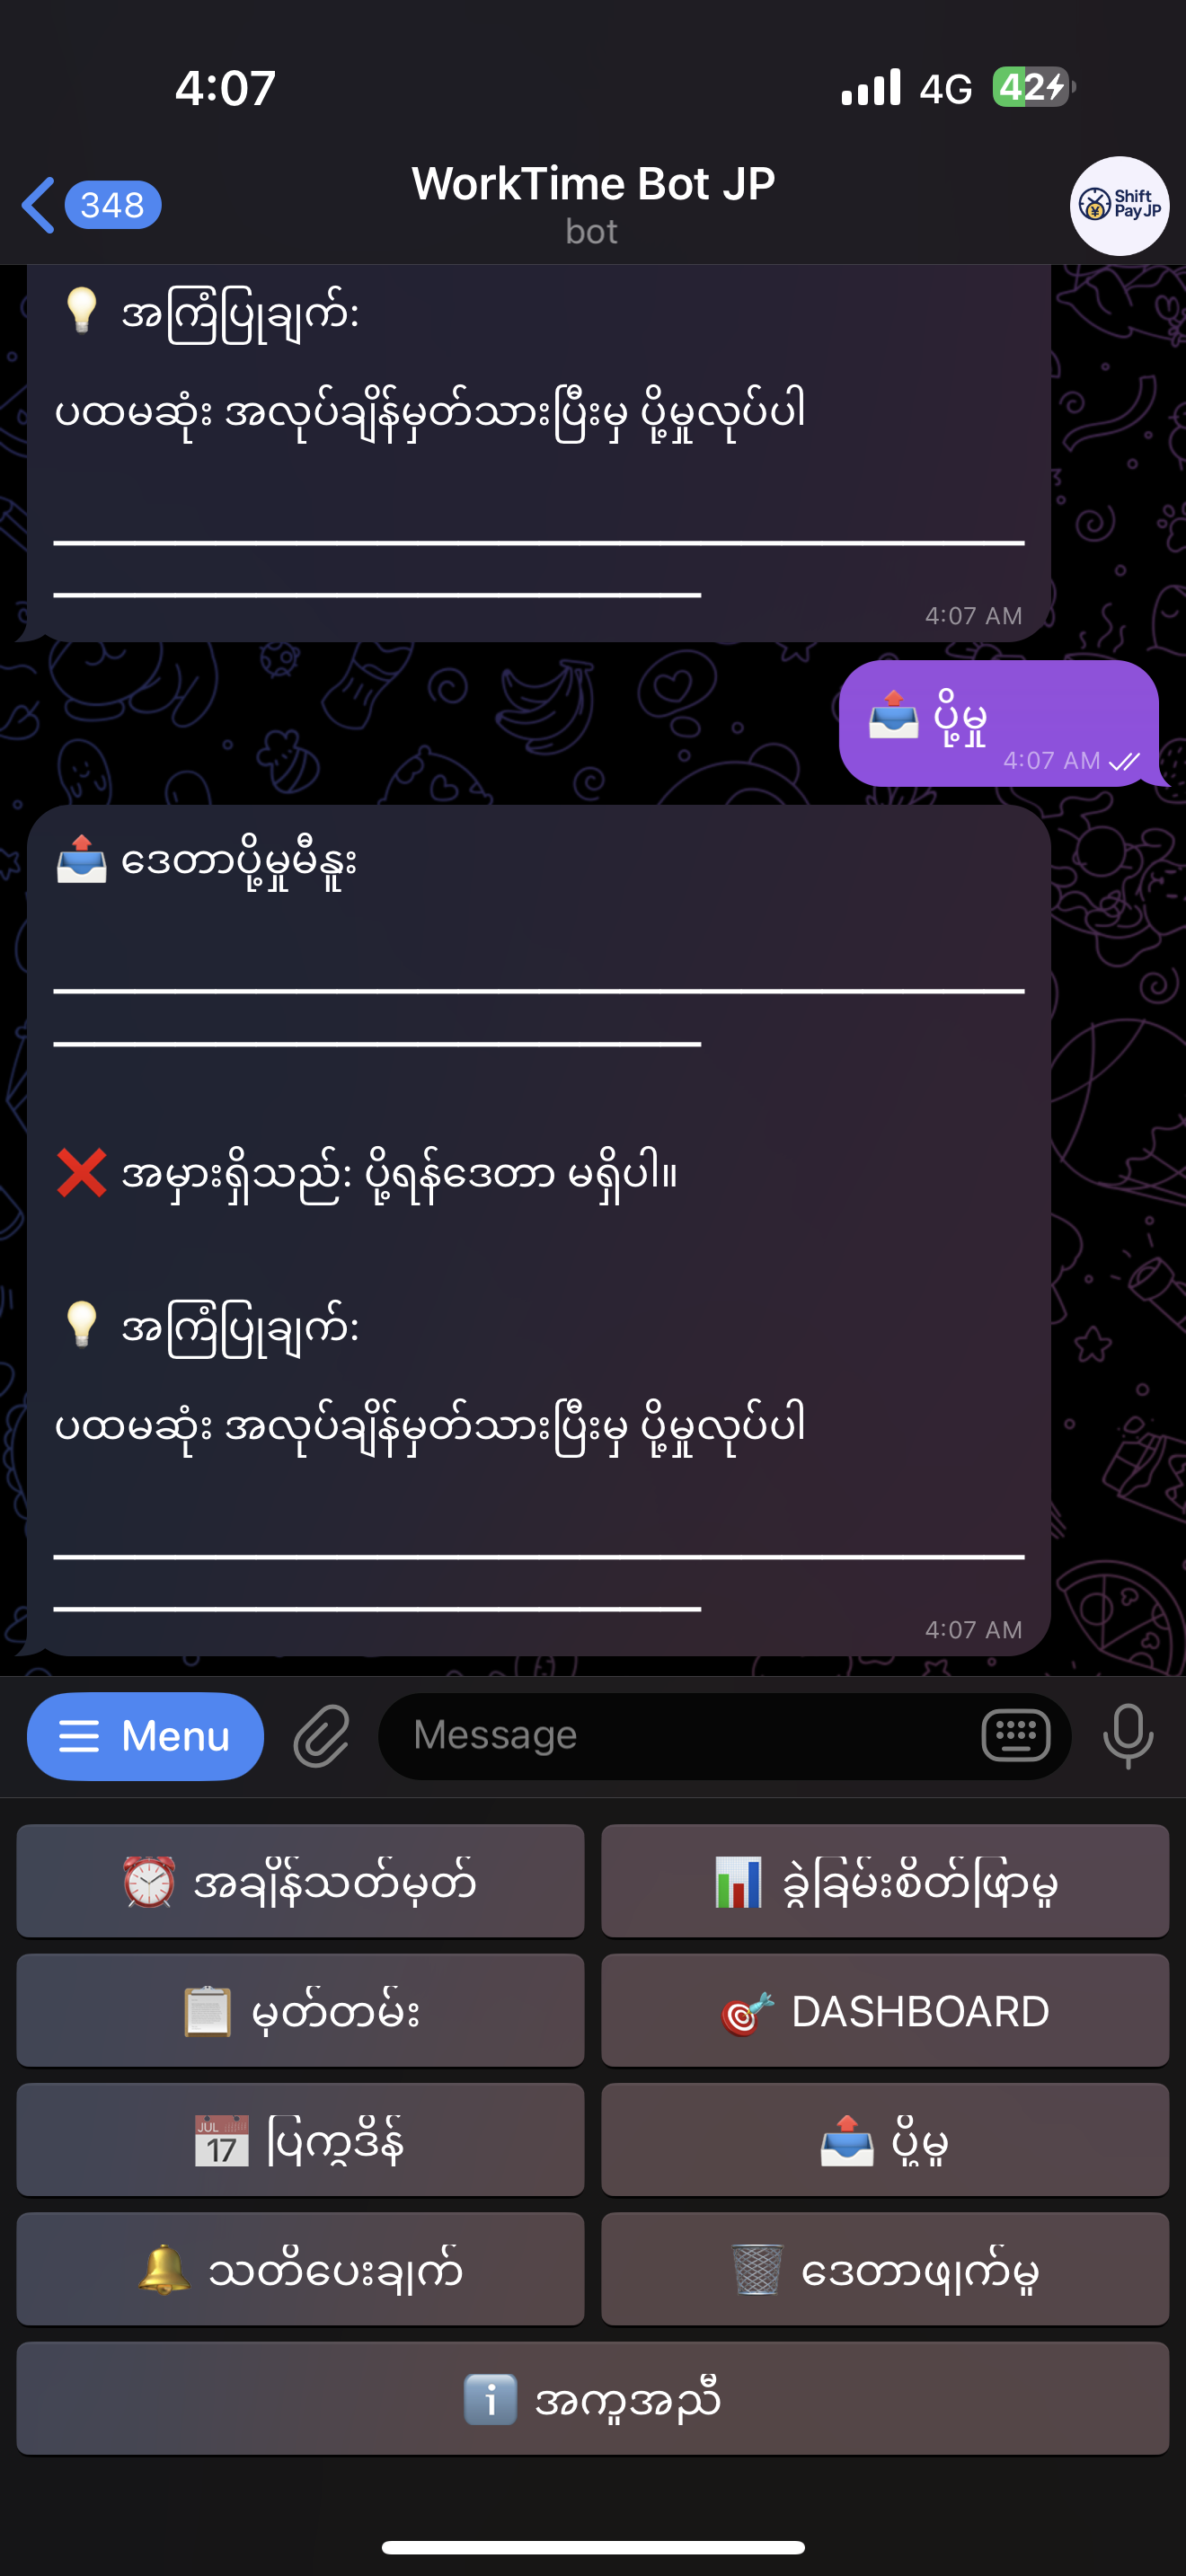 4:07
4G 42
348
WorkTime Bot JP
bot
Shift
Pay JP
💡 အကြံပြုချက်:
ပထမဆုံး အလုပ်ချိန်မှတ်သားပြီးမှ ပို့မှုလုပ်ပါ
4:07 AM
📤 ပို့မှု
4:07 AM
📤 ဒေတာပို့မှုမီနူး
❌ အမှားရှိသည်: ပို့ရန်ဒေတာ မရှိပါ။
💡 အကြံပြုချက်:
ပထမဆုံး အလုပ်ချိန်မှတ်သားပြီးမှ ပို့မှုလုပ်ပါ
4:07 AM
Menu
Message
⏰ အချိန်သတ်မှတ်
📊 ခွဲခြမ်းစိတ်ဖြာမှု
📋 မှတ်တမ်း
🎯 DASHBOARD
📅 ပြက္ခဒိန်
📤 ပို့မှု
🔔 သတိပေးချက်
🗑️ ဒေတာဖျက်မှု
ℹ️ အကူအညီ